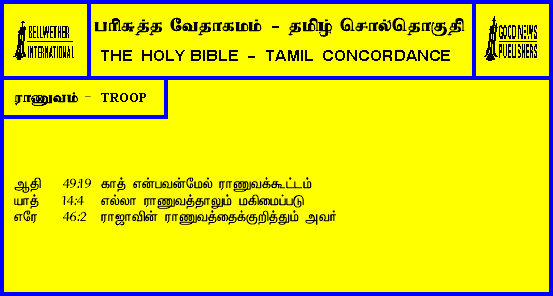 BELLWETHER
INTERNATIONAL
பரிசுத்த வேதாகமம் - தமிழ் சொல்தொகுதி
THE HOLY BIBLE - TAMIL CONCORDANCE
GOOD NEWS
PUBLISHERS
ராணுவம் - TROOP
ஆதி 49:19 காத் என்பவன்மேல் ராணுவக்கூட்டம்
யாத் 14:4 எல்லா ராணுவத்தாலும் மகிமைப்படு
எரே 46:2 ராஜாவின் ராணுவத்தைக்குறித்தும் அவர்